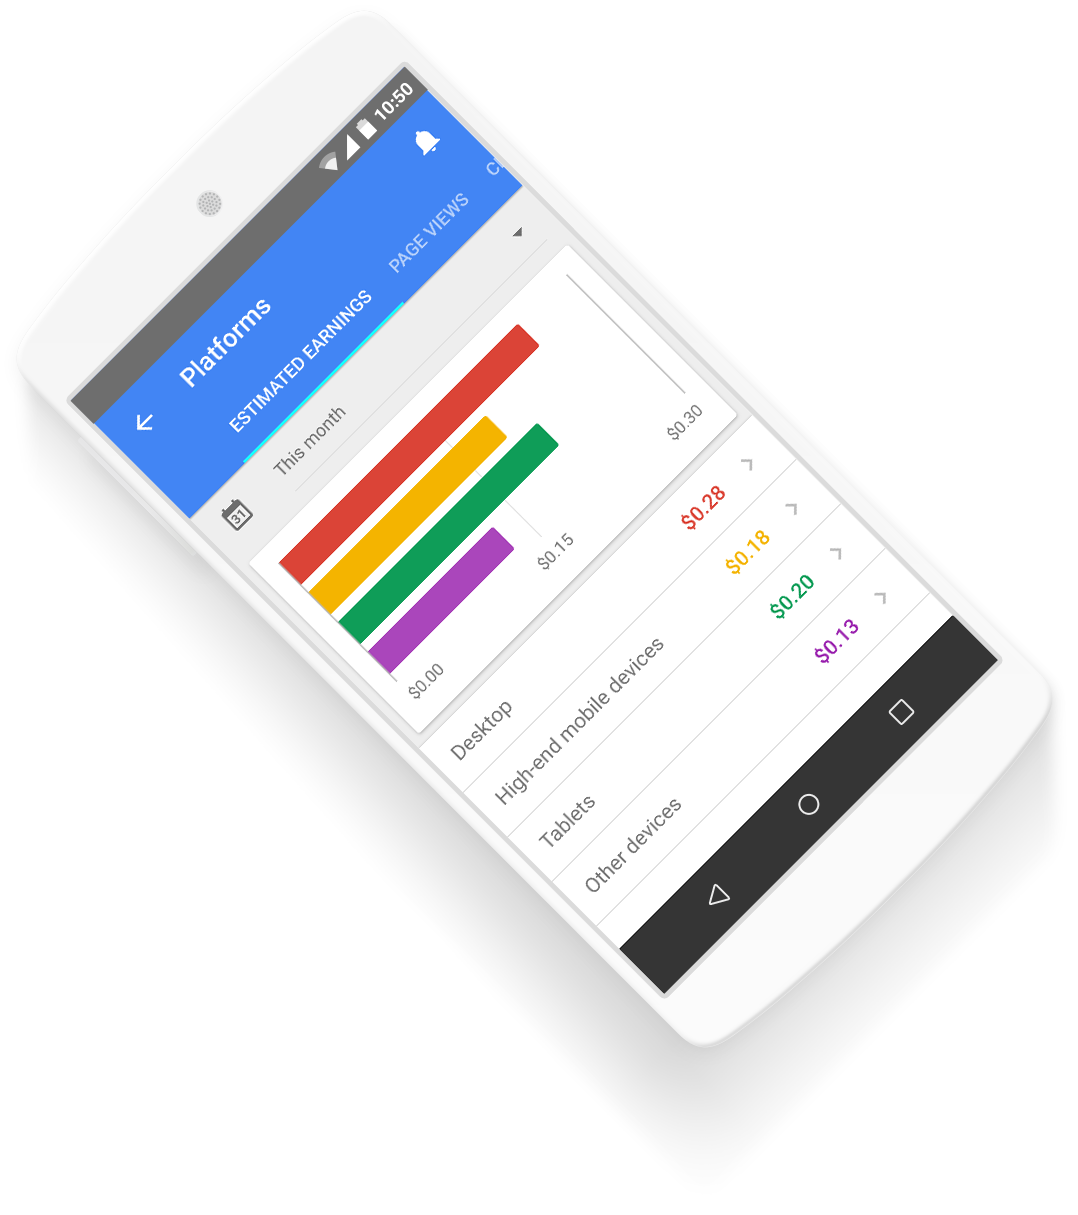 10:50
Platforms
ESTIMATED EARNINGS PAGE VIEWS
31 This month
$0.00 $0.15 $0.30
Desktop $0.28
High-end mobile devices $0.18
Tablets $0.20
Other devices $0.13